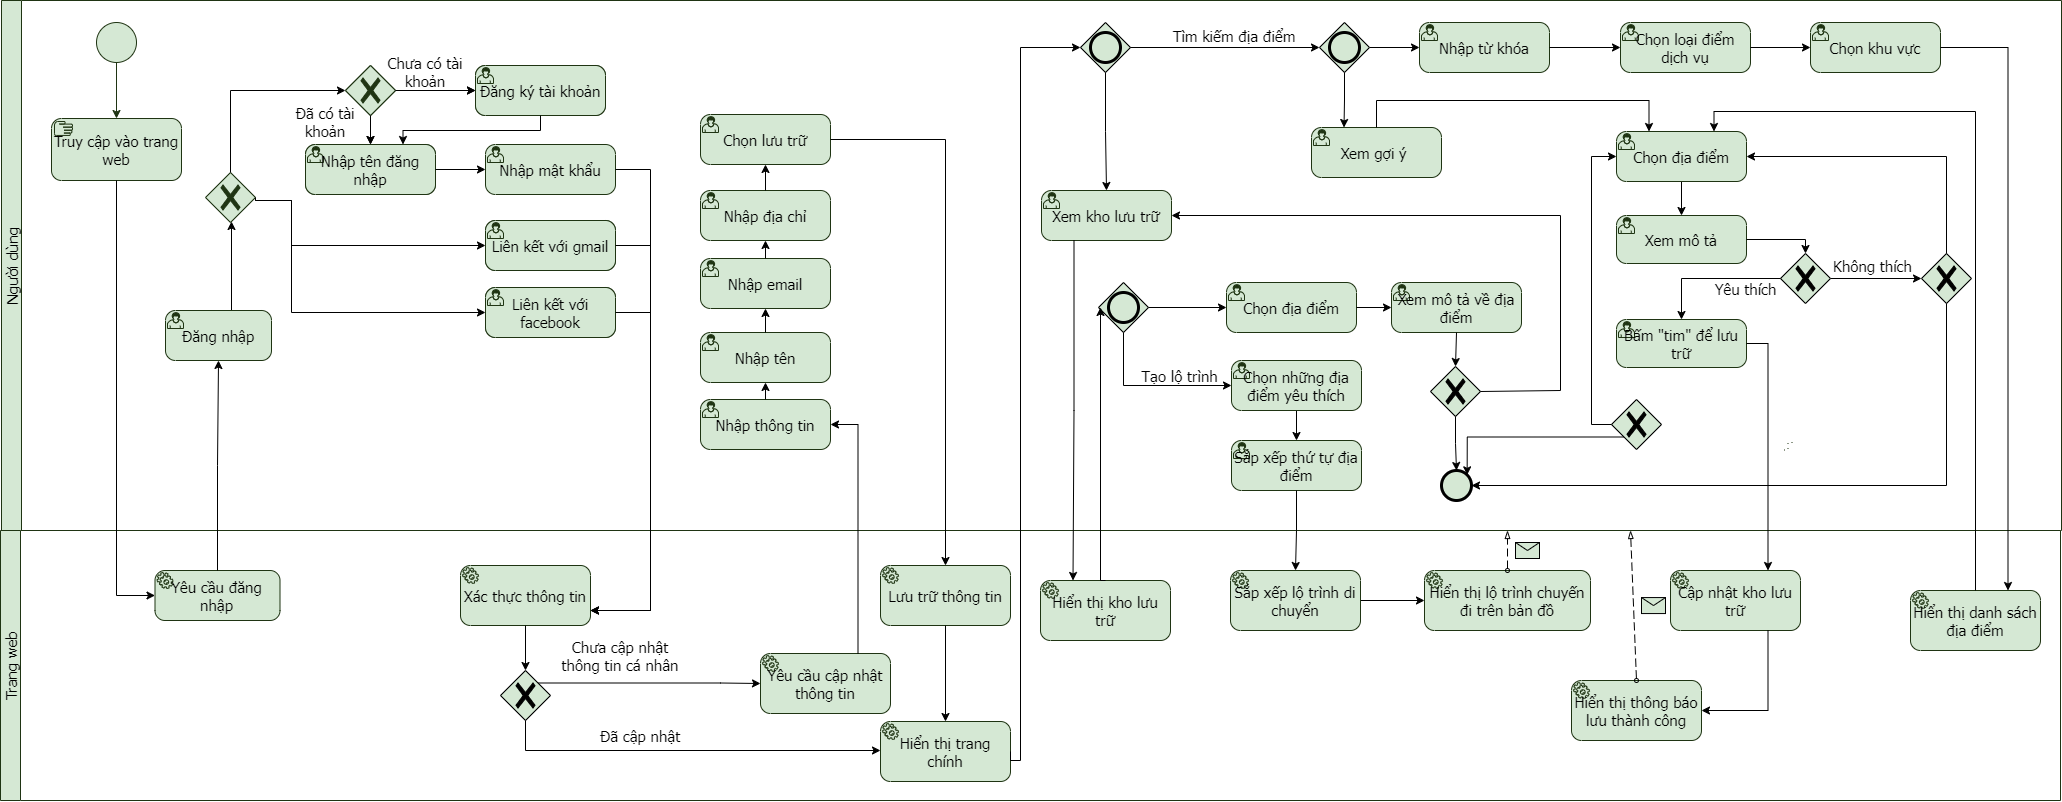 Người dùng
Truy cập vào trang
web
Chưa có tài
khoản
Đăng ký tài khoản
Đã có tài
khoản
Nhập tên đăng
nhập
Nhập mật khẩu
Liên kết với gmail
Liên kết với
facebook
Đăng nhập
Chọn lưu trữ
Nhập địa chỉ
Nhập email
Nhập tên
Nhập thông tin
Tìm kiếm địa điểm
Nhập từ khóa
Chọn loại điểm
dịch vụ
Chọn khu vực
Xem gợi ý
Xem kho lưu trữ
Chọn địa điểm
Xem mô tả
Không thích
Yêu thích
Bấm "tim" để lưu
trữ
Chọn địa điểm
Xem mô tả về địa
điểm
Tạo lộ trình
Chọn những địa
điểm yêu thích
Sắp xếp thứ tự địa
điểm
Trang web
Yêu cầu đăng
nhập
Xác thực thông tin
Chưa cập nhật
thông tin cá nhân
Yêu cầu cập nhật
thông tin
Đã cập nhật
Lưu trữ thông tin
Hiển thị trang
chính
Hiển thị kho lưu
trữ
Sắp xếp lộ trình di
chuyển
Hiển thị lộ trình chuyến
đi trên bản đồ
Cập nhật kho lưu
trữ
Hiển thị thông báo
lưu thành công
Hiển thị danh sách
địa điểm